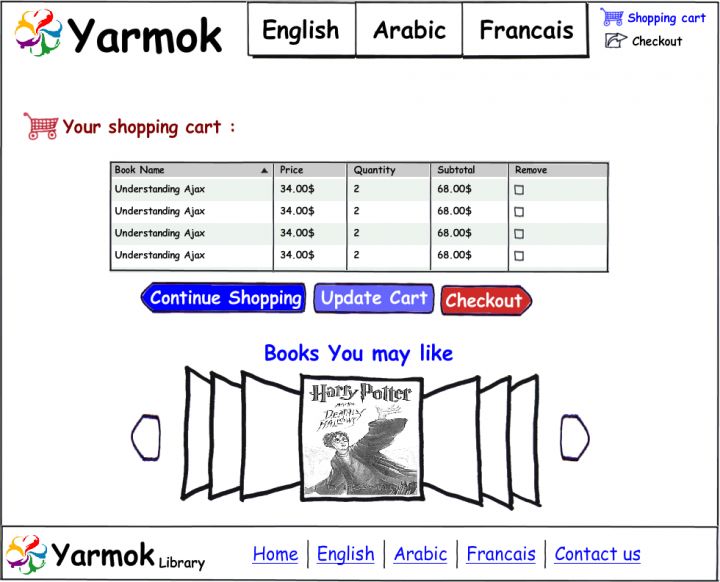 Yarmok
English Arabic Francais
Shopping cart
Checkout
Your shopping cart :
Book Name Price Quantity Subtotal Remove
Understanding Ajax 34.00$ 2 68.00$
Understanding Ajax 34.00$ 2 68.00$
Understanding Ajax 34.00$ 2 68.00$
Understanding Ajax 34.00$ 2 68.00$
Continue Shopping Update Cart Checkout
Books You may like
Harry Potter
and the
Deathly
Hallows
Yarmok Library
Home English Arabic Francais Contact us